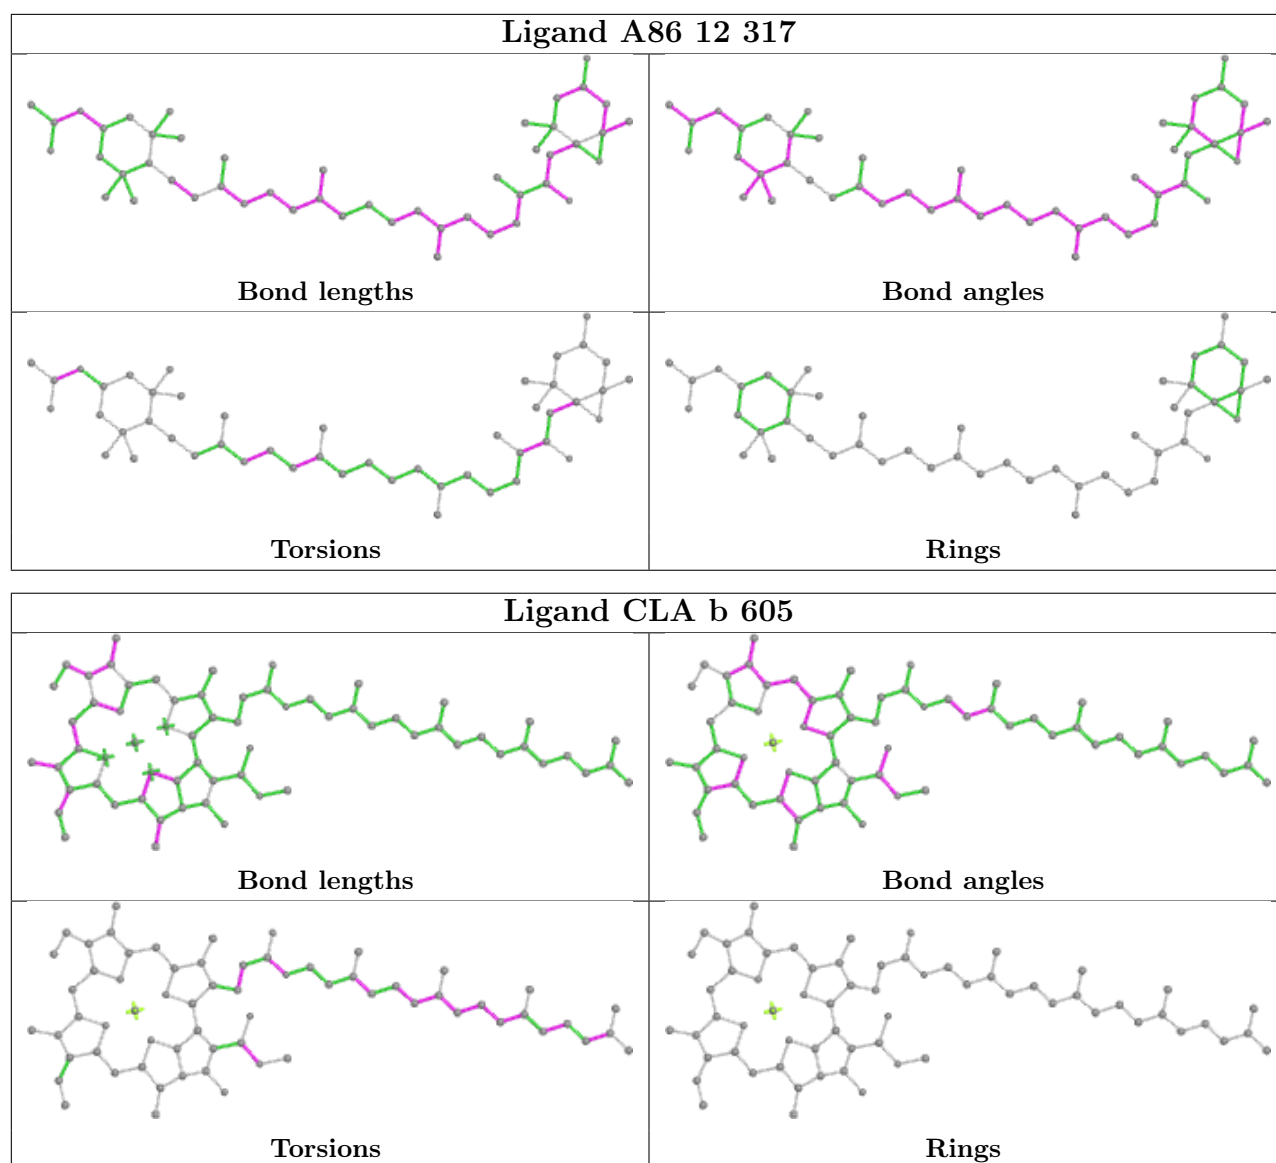 Ligand A86 12 317
Bond lengths
Bond angles
Torsions
Rings
Ligand CLA b 605
Bond lengths
Bond angles
Torsions
Rings